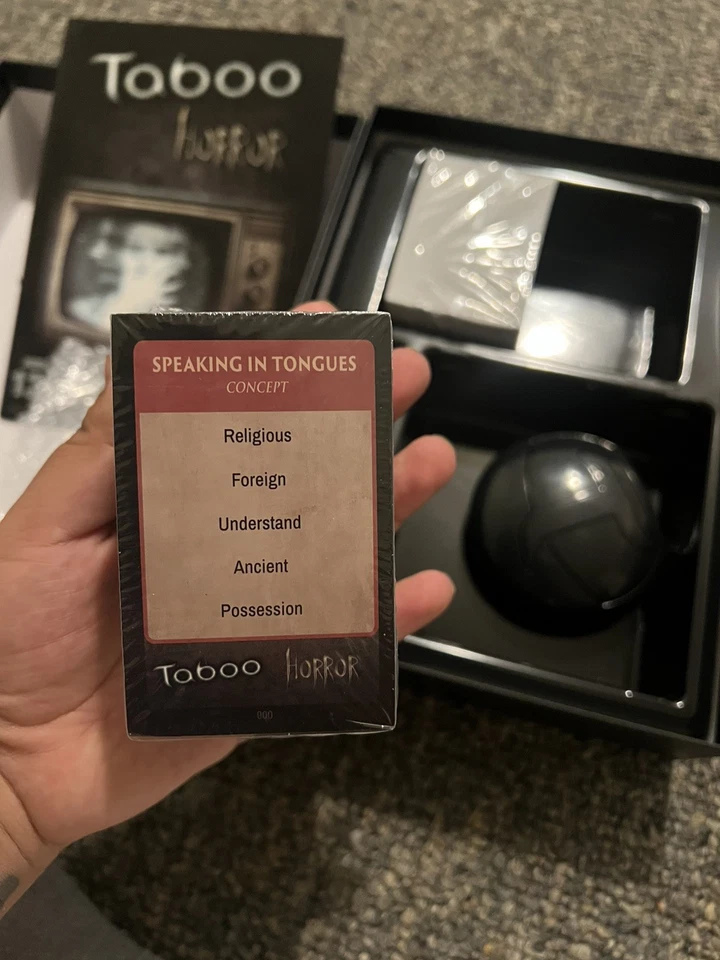 Taboo
HORROR
SPEAKING IN TONGUES
CONCEPT
Religious
Foreign
Understand
Ancient
Possession
Taboo HORROR